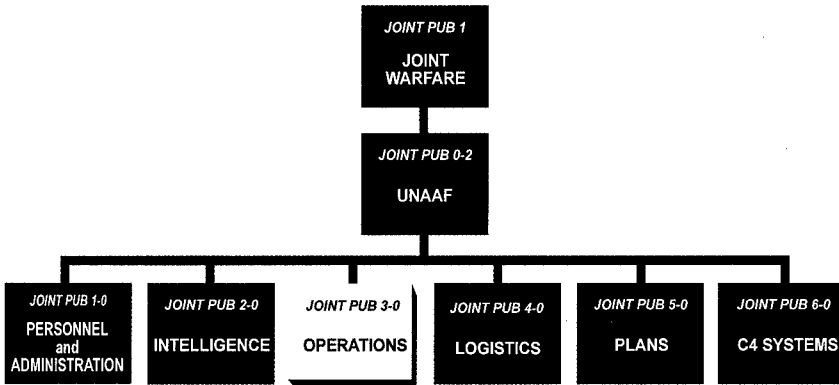 JOINT PUB 1
JOINT
WARFARE
JOINT PUB 0-2
UNAAF
JOINT PUB 1-0
PERSONNEL
and
ADMINISTRATION
JOINT PUB 2-0
INTELLIGENCE
JOINT PUB 3-0
OPERATIONS
JOINT PUB 4-0
LOGISTICS
JOINT PUB 5-0
PLANS
JOINT PUB 6-0
C4 SYSTEMS